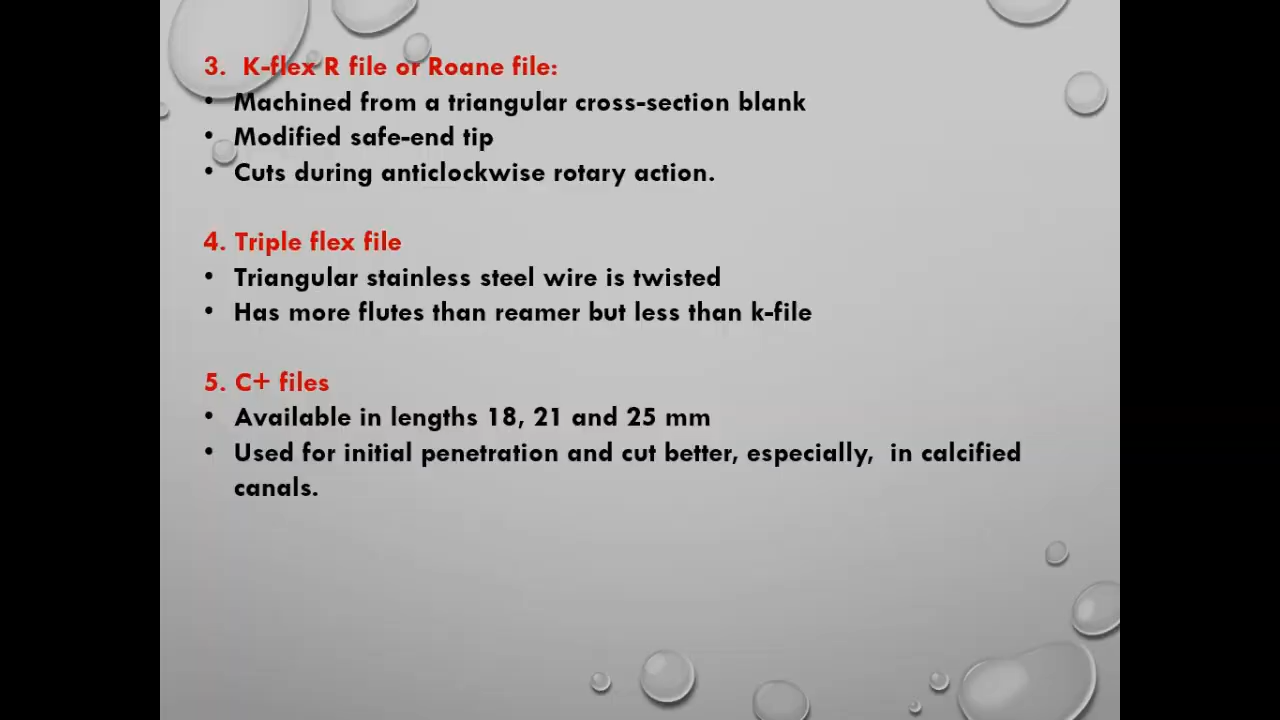 3.  K-flex R file or Roane file:
• Machined from a triangular cross-section blank
• Modified safe-end tip
• Cuts during anticlockwise rotary action.
4. Triple flex file
• Triangular stainless steel wire is twisted
• Has more flutes than reamer but less than k-file
5. C+ files
• Available in lengths 18, 21 and 25 mm
• Used for initial penetration and cut better, especially,  in calcified
canals.